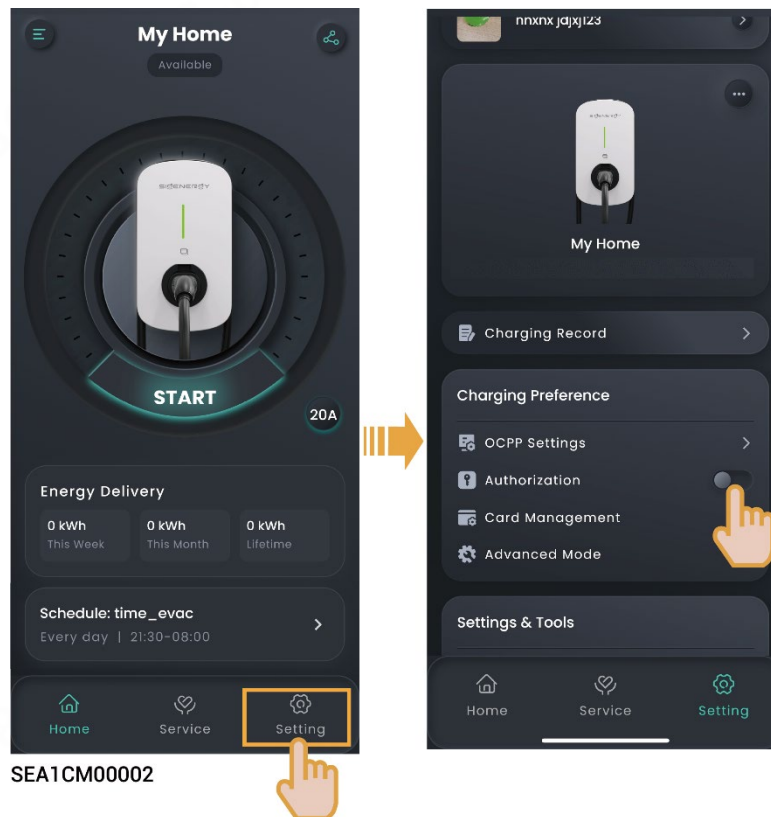 My Home
Available
SIGENERGY
START
20A
Energy Delivery
0 kWh 0 kWh 0 kWh
This Week This Month Lifetime
Schedule: time_evac
Every day | 21:30-08:00
Home Service Setting
SEA1CM00002
nnxnx jdjxj123
SIGENERGY
My Home
Charging Record
Charging Preference
OCPP Settings
Authorization
Card Management
Advanced Mode
Settings & Tools
Home Service Setting